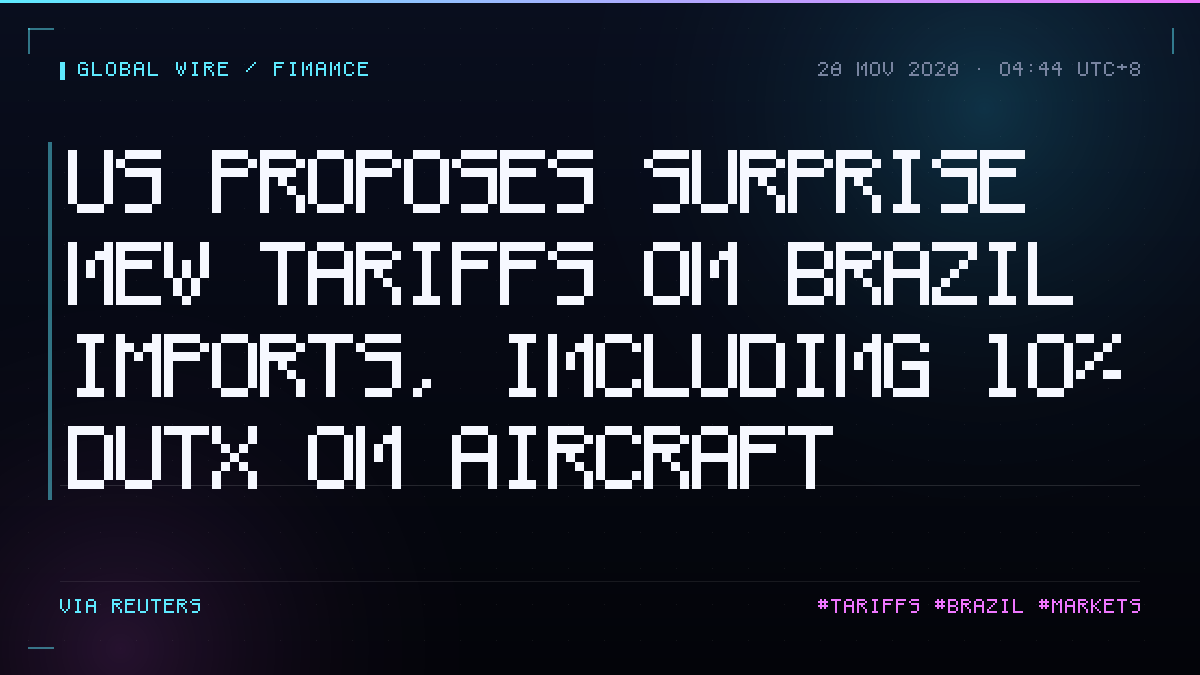 GLOBAL WIRE / FINANCE
28 NOV 2028 · 04:44 UTC+8
US PROPOSES SURPRISE
NEW TARIFFS ON BRAZIL
IMPORTS, INCLUDING 10%
DUTX ON AIRCRAFT
VIA REUTERS
#TARIFFS #BRAZIL #MARKETS